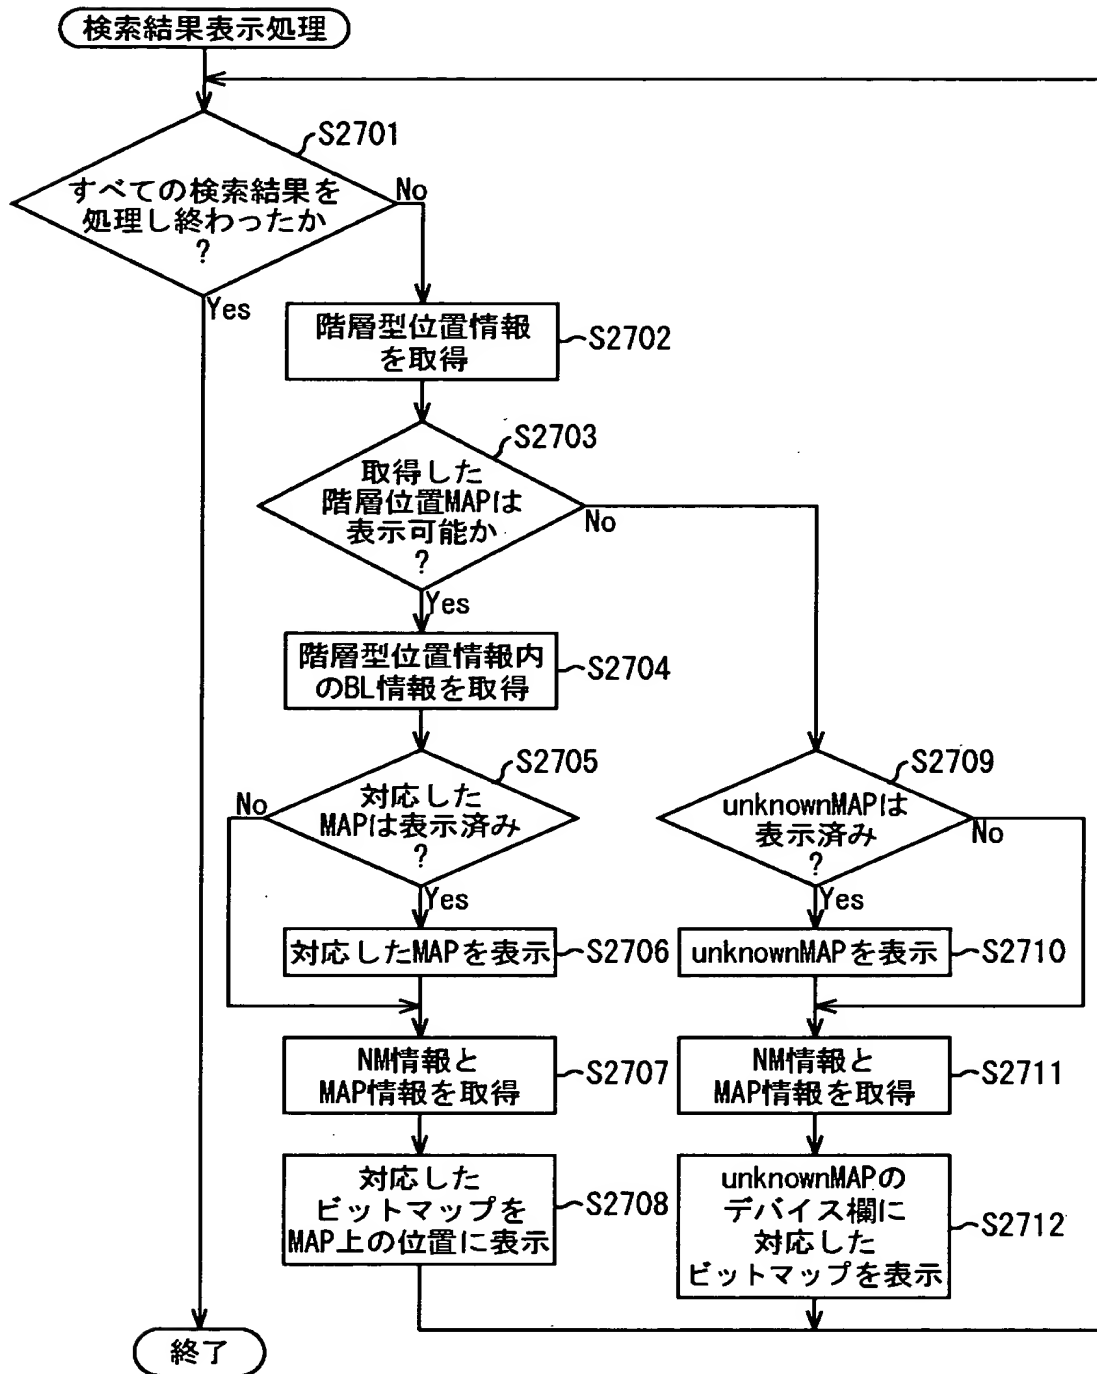 検索結果表示処理
S2701
すべての検索結果を
処理し終わったか
?
No
Yes
階層型位置情報
を取得
S2702
S2703
取得した
階層位置MAPは
表示可能か
?
No
Yes
階層型位置情報内
のBL情報を取得
S2704
S2705
対応した
MAPは表示済み
?
No
Yes
S2709
unknownMAPは
表示済み
?
No
Yes
対応したMAPを表示
S2706
unknownMAPを表示
S2710
NM情報と
MAP情報を取得
S2707
NM情報と
MAP情報を取得
S2711
対応した
ビットマップを
MAP上の位置に表示
S2708
unknownMAPの
デバイス欄に
対応した
ビットマップを表示
S2712
終了